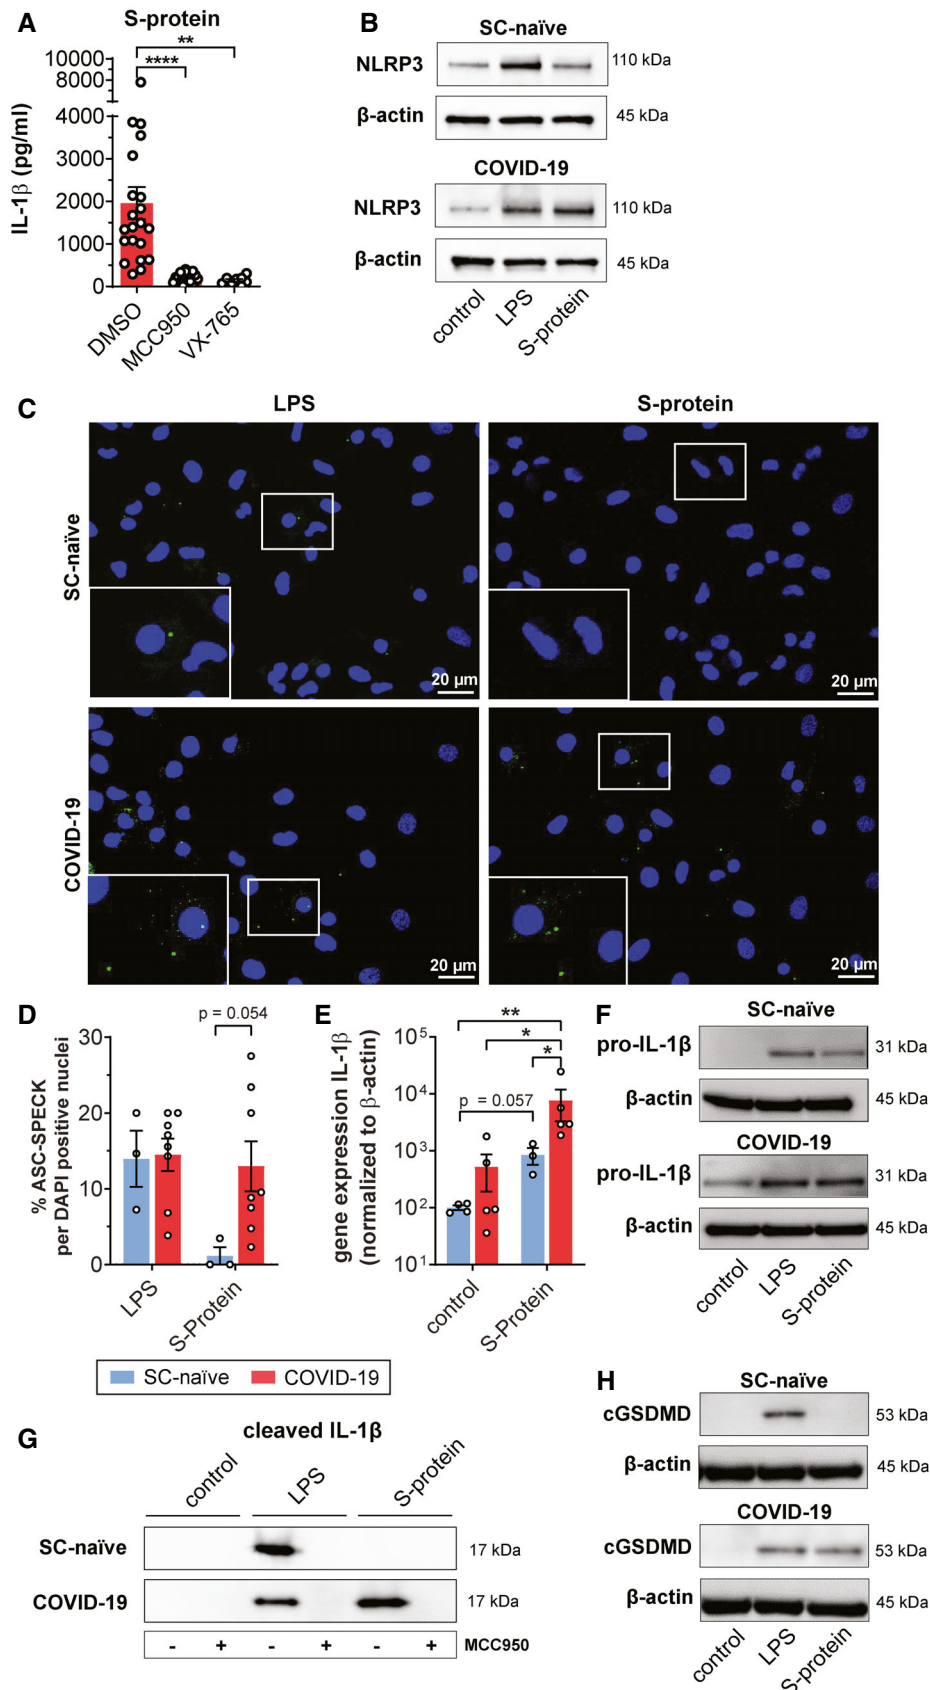 A
S-protein
**
****
10000
8000
4000
3000
2000
1000
0
IL-1β (pg/ml)
DMSO
MCC950
VX-765
B
SC-naïve
NLRP3
110 kDa
β-actin
45 kDa
COVID-19
NLRP3
110 kDa
β-actin
45 kDa
control
LPS
S-protein
C
LPS
S-protein
SC-naïve
20 µm
20 µm
COVID-19
20 µm
20 µm
D
p = 0.054
30
20
10
0
% ASC-SPECK
per DAPI positive nuclei
LPS
S-Protein
E
**
*
*
p = 0.057
10⁵
10⁴
10³
10²
10¹
gene expression IL-1β
(normalized to β-actin)
control
S-Protein
SC-naïve
COVID-19
F
SC-naïve
pro-IL-1β
31 kDa
β-actin
45 kDa
COVID-19
pro-IL-1β
31 kDa
β-actin
45 kDa
control
LPS
S-protein
G
cleaved IL-1β
control
LPS
S-protein
SC-naïve
17 kDa
COVID-19
17 kDa
- + - + - + MCC950
H
SC-naïve
cGSDMD
53 kDa
β-actin
45 kDa
COVID-19
cGSDMD
53 kDa
β-actin
45 kDa
control
LPS
S-protein